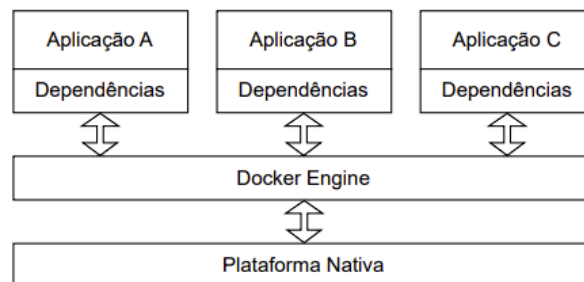 Aplicação A
Aplicação B
Aplicação C
Dependências
Dependências
Dependências
Docker Engine
Plataforma Nativa